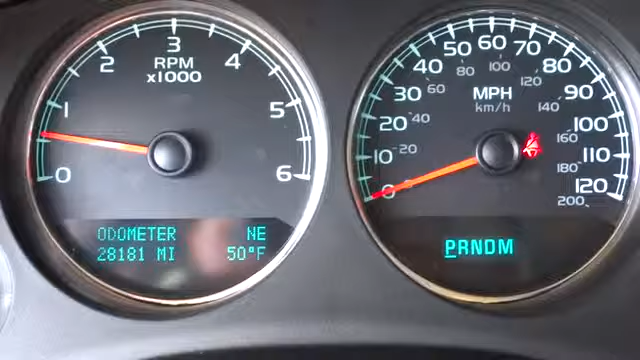 3
2 4
RPM
x1000
1 5
0 6
ODOMETER NE
28181 MI 50°F
60
50 70
40 80
30 90
20 100
10 110
0 120
100
80 120
60 140
40 160
20 180
200
MPH
km/h
PRNDM